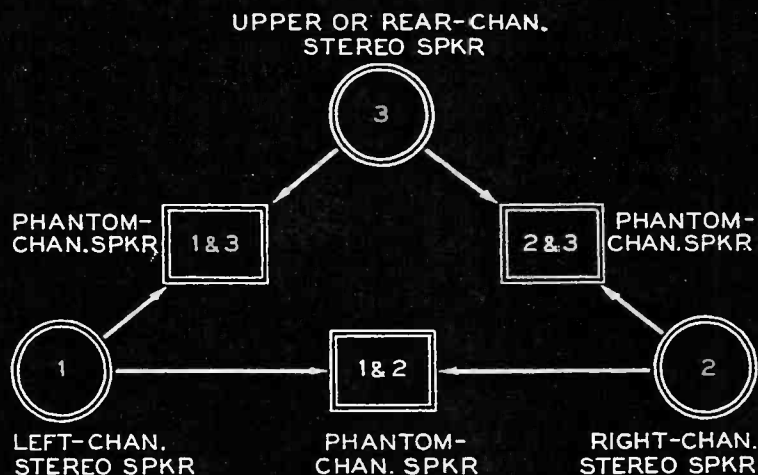 UPPER OR REAR-CHAN.
STEREO SPKR
3
PHANTOM-
CHAN. SPKR
1 & 3
2 & 3
PHANTOM-
CHAN. SPKR
1
1 & 2
2
LEFT-CHAN.
STEREO SPKR
PHANTOM-
CHAN. SPKR
RIGHT-CHAN.
STEREO SPKR